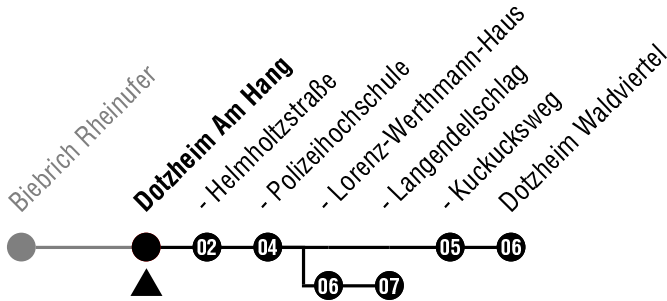 Biebrich Rheinufer
Dotzheim Am Hang
- Helmholtzstraße
- Polizeihochschule
- Lorenz-Werthmann-Haus
- Langendellschlag
- Kuckucksweg
Dotzheim Waldviertel
02 04 05 06
06 07